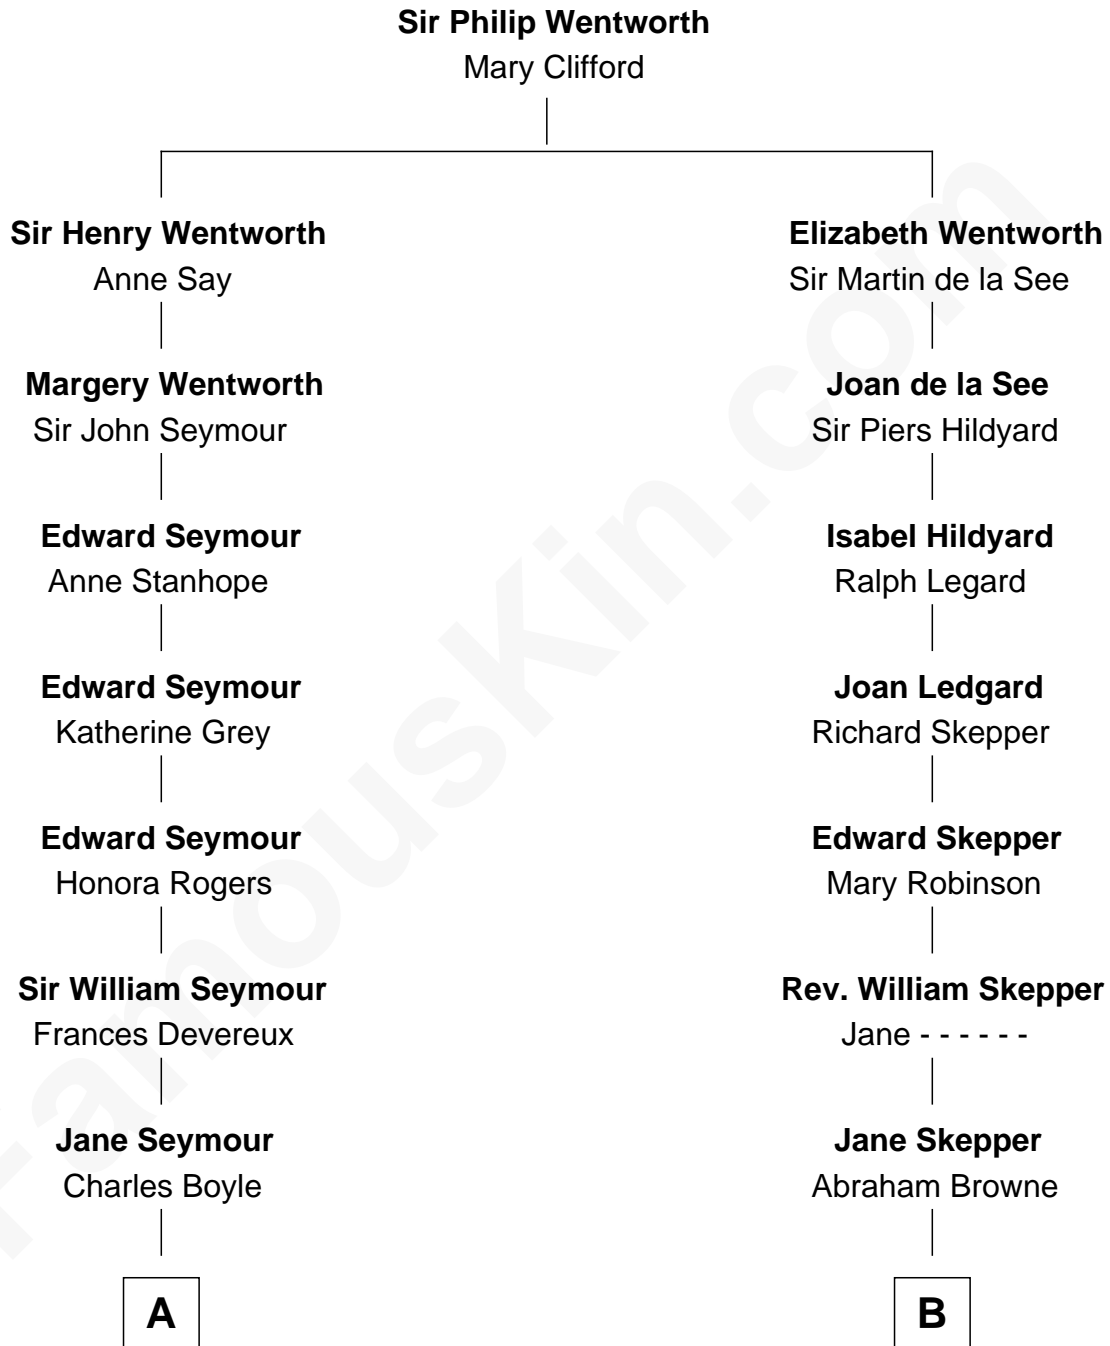 Sir Philip Wentworth
Mary Clifford
Sir Henry Wentworth
Anne Say
Elizabeth Wentworth
Sir Martin de la See
Margery Wentworth
Sir John Seymour
Joan de la See
Sir Piers Hildyard
Edward Seymour
Anne Stanhope
Isabel Hildyard
Ralph Legard
Edward Seymour
Katherine Grey
Joan Ledgard
Richard Skepper
Edward Seymour
Honora Rogers
Edward Skepper
Mary Robinson
Sir William Seymour
Frances Devereux
Rev. William Skepper
Jane - - - - - -
Jane Seymour
Charles Boyle
Jane Skepper
Abraham Browne
A
B
FamousKin.com